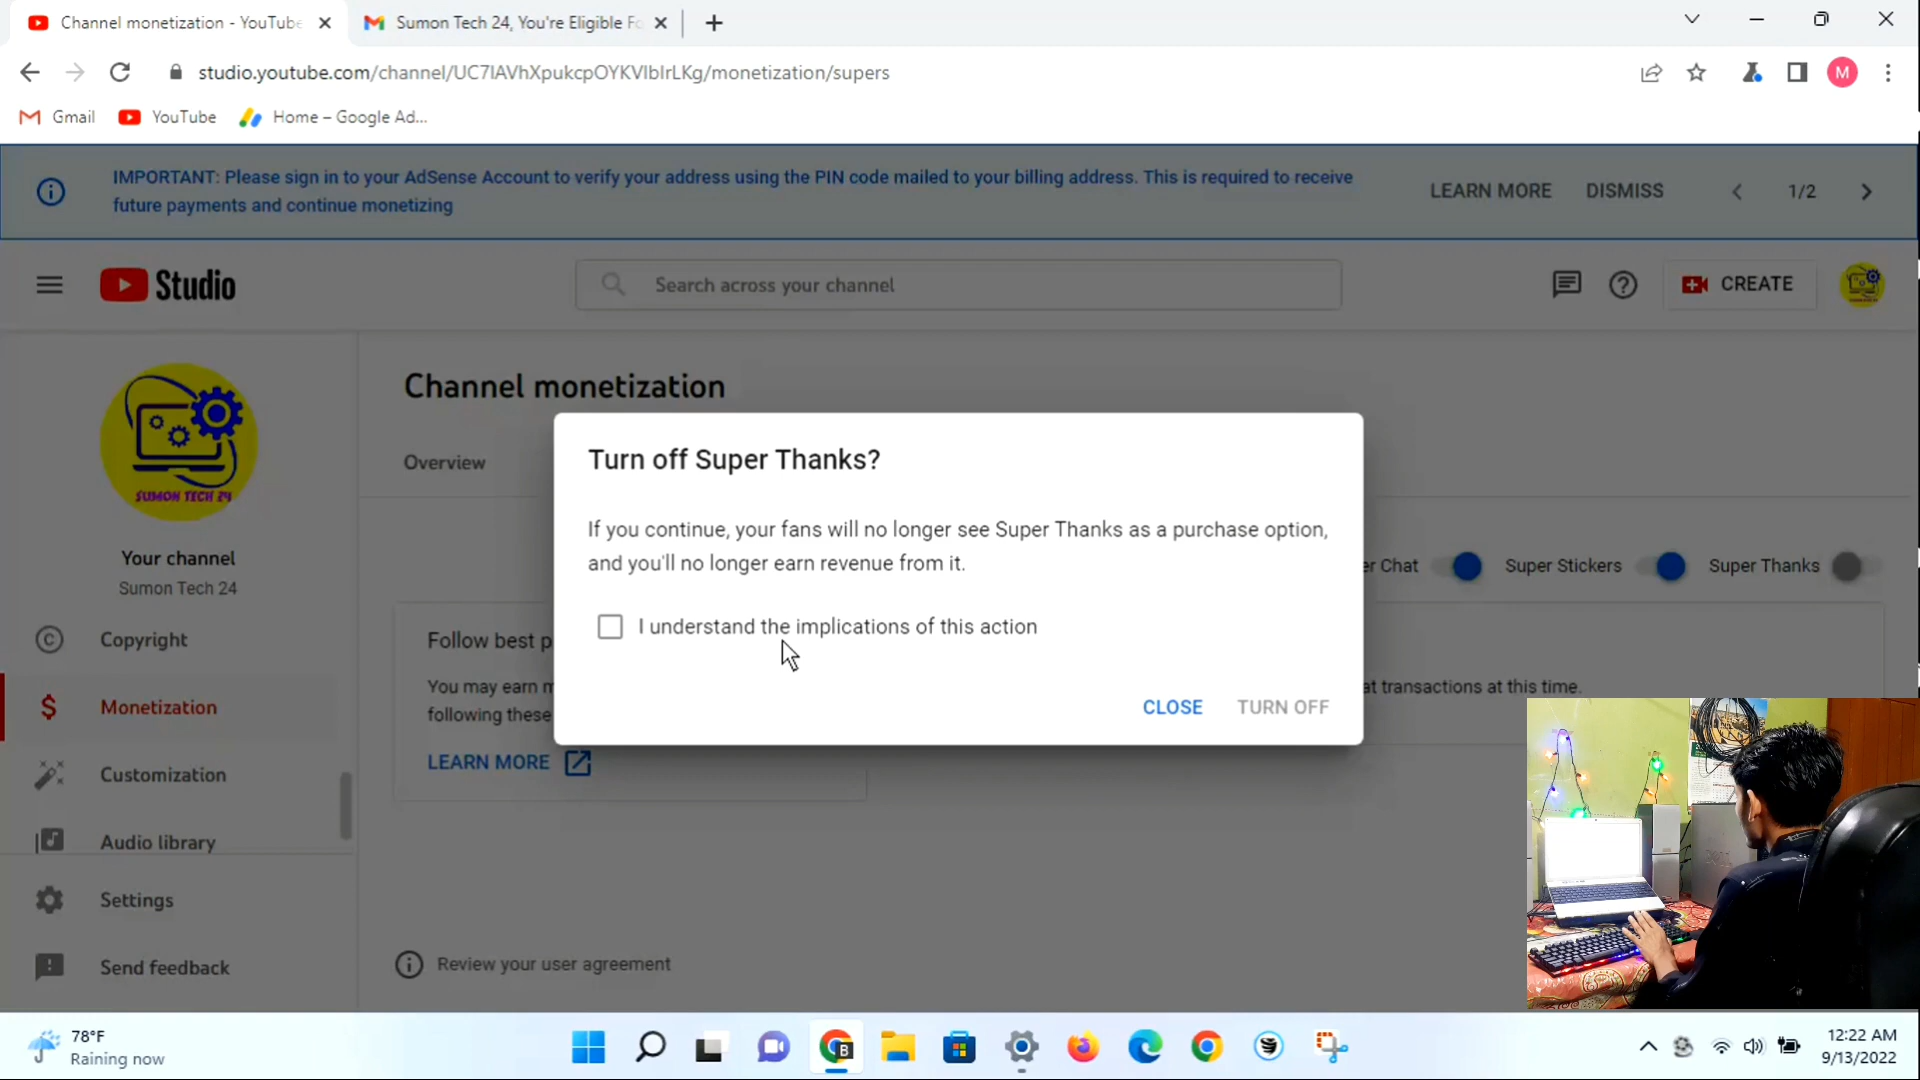 Channel monetization - YouTube
Sumon Tech 24, You're Eligible Fo
studio.youtube.com/channel/UC7IAVhXpukcpOYKVIbIrLKg/monetization/supers
M
Gmail
YouTube
Home – Google Ad...
IMPORTANT: Please sign in to your AdSense Account to verify your address using the PIN code mailed to your billing address. This is required to receive
future payments and continue monetizing
LEARN MORE
DISMISS
1/2
Studio
Search across your channel
CREATE
SUMON TECH 24
Your channel
Sumon Tech 24
Copyright
Monetization
Customization
Audio library
Settings
Send feedback
Channel monetization
Overview
er Chat
Super Stickers
Super Thanks
Follow best p
You may earn m
following these
LEARN MORE
at transactions at this time.
Turn off Super Thanks?
If you continue, your fans will no longer see Super Thanks as a purchase option,
and you'll no longer earn revenue from it.
I understand the implications of this action
CLOSE
TURN OFF
Review your user agreement
78°F
Raining now
B
12:22 AM
9/13/2022